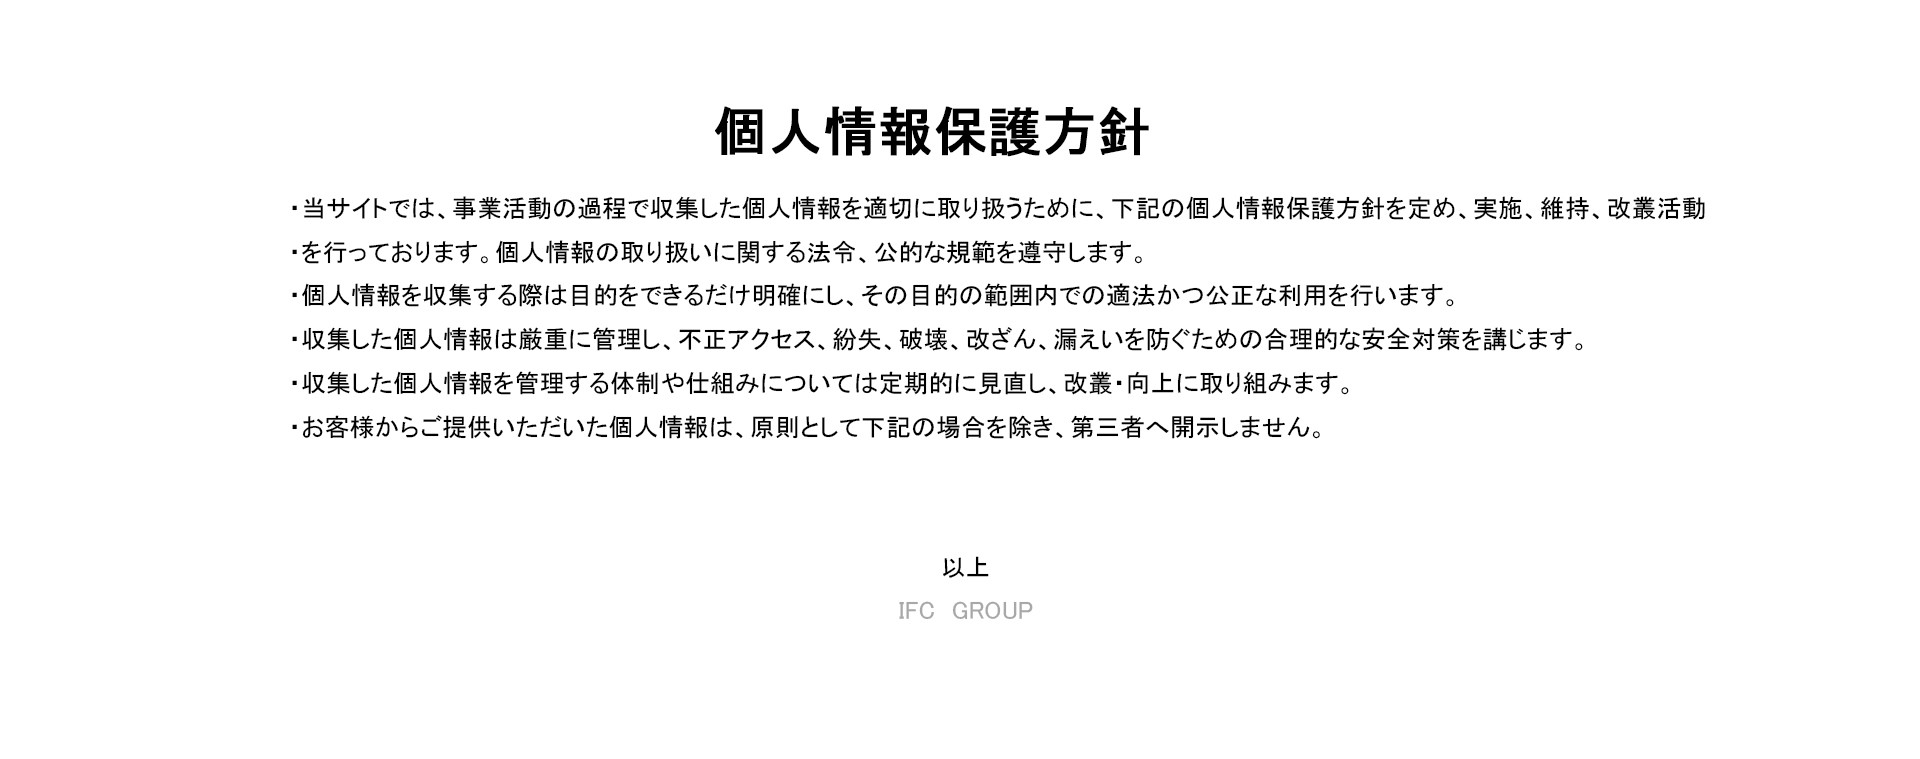 個人情報保護方針
・当サイトでは、事業活動の過程で収集した個人情報を適切に取り扱うために、下記の個人情報保護方針を定め、実施、維持、改叢活動
・を行っております。個人情報の取り扱いに関する法令、公的な規範を遵守します。
・個人情報を収集する際は目的をできるだけ明確にし、その目的の範囲内での適法かつ公正な利用を行います。
・収集した個人情報は厳重に管理し、不正アクセス、紛失、破壊、改ざん、漏えいを防ぐための合理的な安全対策を講じます。
・収集した個人情報を管理する体制や仕組みについては定期的に見直し、改叢・向上に取り組みます。
・お客様からご提供いただいた個人情報は、原則として下記の場合を除き、第三者へ開示しません。
以上
IFC　GROUP